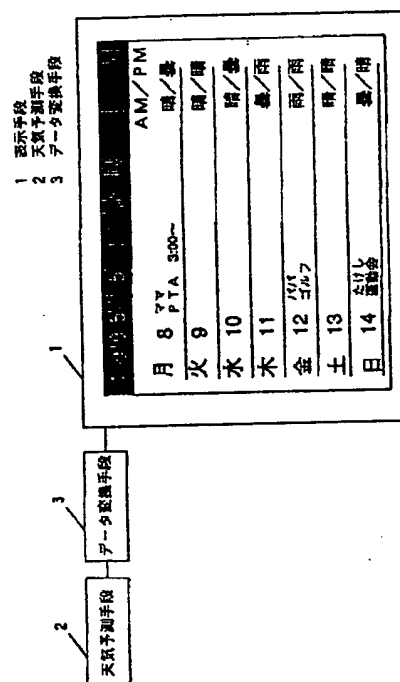 1 表示手段
2 天気予測手段
3 データ変換手段
1
AM/PM
月 8 ママ PTA 3:00～ 晴/曇
火 9 晴/晴
水 10 晴/曇
木 11 曇/雨
金 12 パパ ゴルフ 雨/雨
土 13 晴/晴
日 14 たけし 運動会 曇/晴
3
データ変換手段
2
天気予測手段